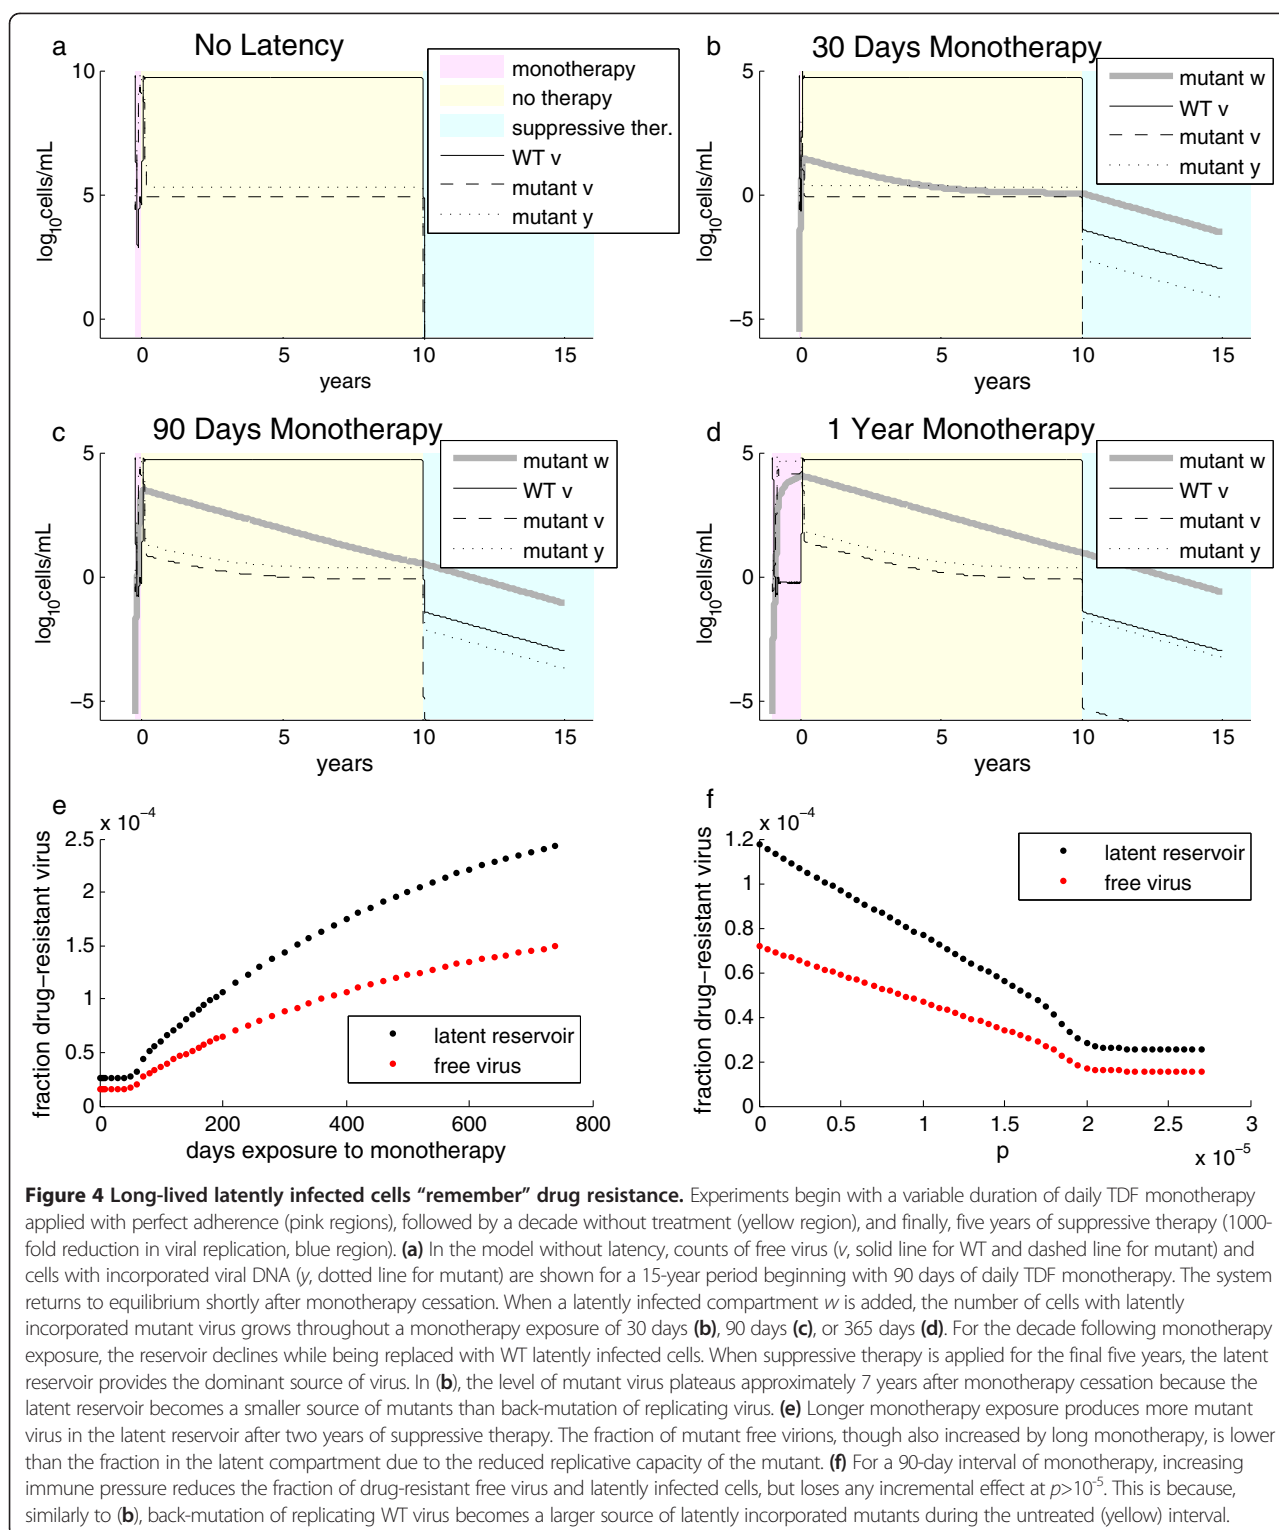 a
No Latency
10
5
0
log10cells/mL
0
5
10
15
years
monotherapy
no therapy
suppressive ther.
WT v
mutant v
mutant y
b
30 Days Monotherapy
5
0
−5
log10cells/mL
0
5
10
15
years
mutant w
WT v
mutant v
mutant y
c
90 Days Monotherapy
5
0
−5
log10cells/mL
0
5
10
15
years
mutant w
WT v
mutant v
mutant y
d
1 Year Monotherapy
5
0
−5
log10cells/mL
0
5
10
15
years
mutant w
WT v
mutant v
mutant y
e
x 10−4
2.5
2
1.5
1
0.5
0
fraction drug−resistant virus
0
200
400
600
800
days exposure to monotherapy
latent reservoir
free virus
f
x 10−4
1.2
1
0.8
0.6
0.4
0.2
0
fraction drug−resistant virus
0
0.5
1
1.5
2
2.5
3
x 10−5
p
latent reservoir
free virus
Figure 4 Long-lived latently infected cells “remember” drug resistance. Experiments begin with a variable duration of daily TDF monotherapy
applied with perfect adherence (pink regions), followed by a decade without treatment (yellow region), and finally, five years of suppressive therapy (1000-
fold reduction in viral replication, blue region). (a) In the model without latency, counts of free virus (v, solid line for WT and dashed line for mutant) and
cells with incorporated viral DNA (y, dotted line for mutant) are shown for a 15-year period beginning with 90 days of daily TDF monotherapy. The system
returns to equilibrium shortly after monotherapy cessation. When a latently infected compartment w is added, the number of cells with latently
incorporated mutant virus grows throughout a monotherapy exposure of 30 days (b), 90 days (c), or 365 days (d). For the decade following monotherapy
exposure, the reservoir declines while being replaced with WT latently infected cells. When suppressive therapy is applied for the final five years, the latent
reservoir provides the dominant source of virus. In (b), the level of mutant virus plateaus approximately 7 years after monotherapy cessation because the
latent reservoir becomes a smaller source of mutants than back-mutation of replicating virus. (e) Longer monotherapy exposure produces more mutant
virus in the latent reservoir after two years of suppressive therapy. The fraction of mutant free virions, though also increased by long monotherapy, is lower
than the fraction in the latent compartment due to the reduced replicative capacity of the mutant. (f) For a 90-day interval of monotherapy, increasing
immune pressure reduces the fraction of drug-resistant free virus and latently infected cells, but loses any incremental effect at p>10-5. This is because,
similarly to (b), back-mutation of replicating WT virus becomes a larger source of latently incorporated mutants during the untreated (yellow) interval.